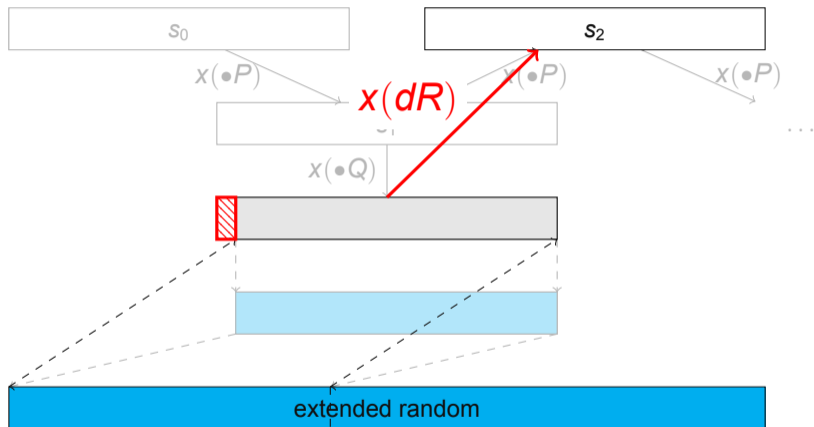 s₀
s₂
x(•P)
x(•P)
x(•P)
x(dR)
...
x(•Q)
extended random